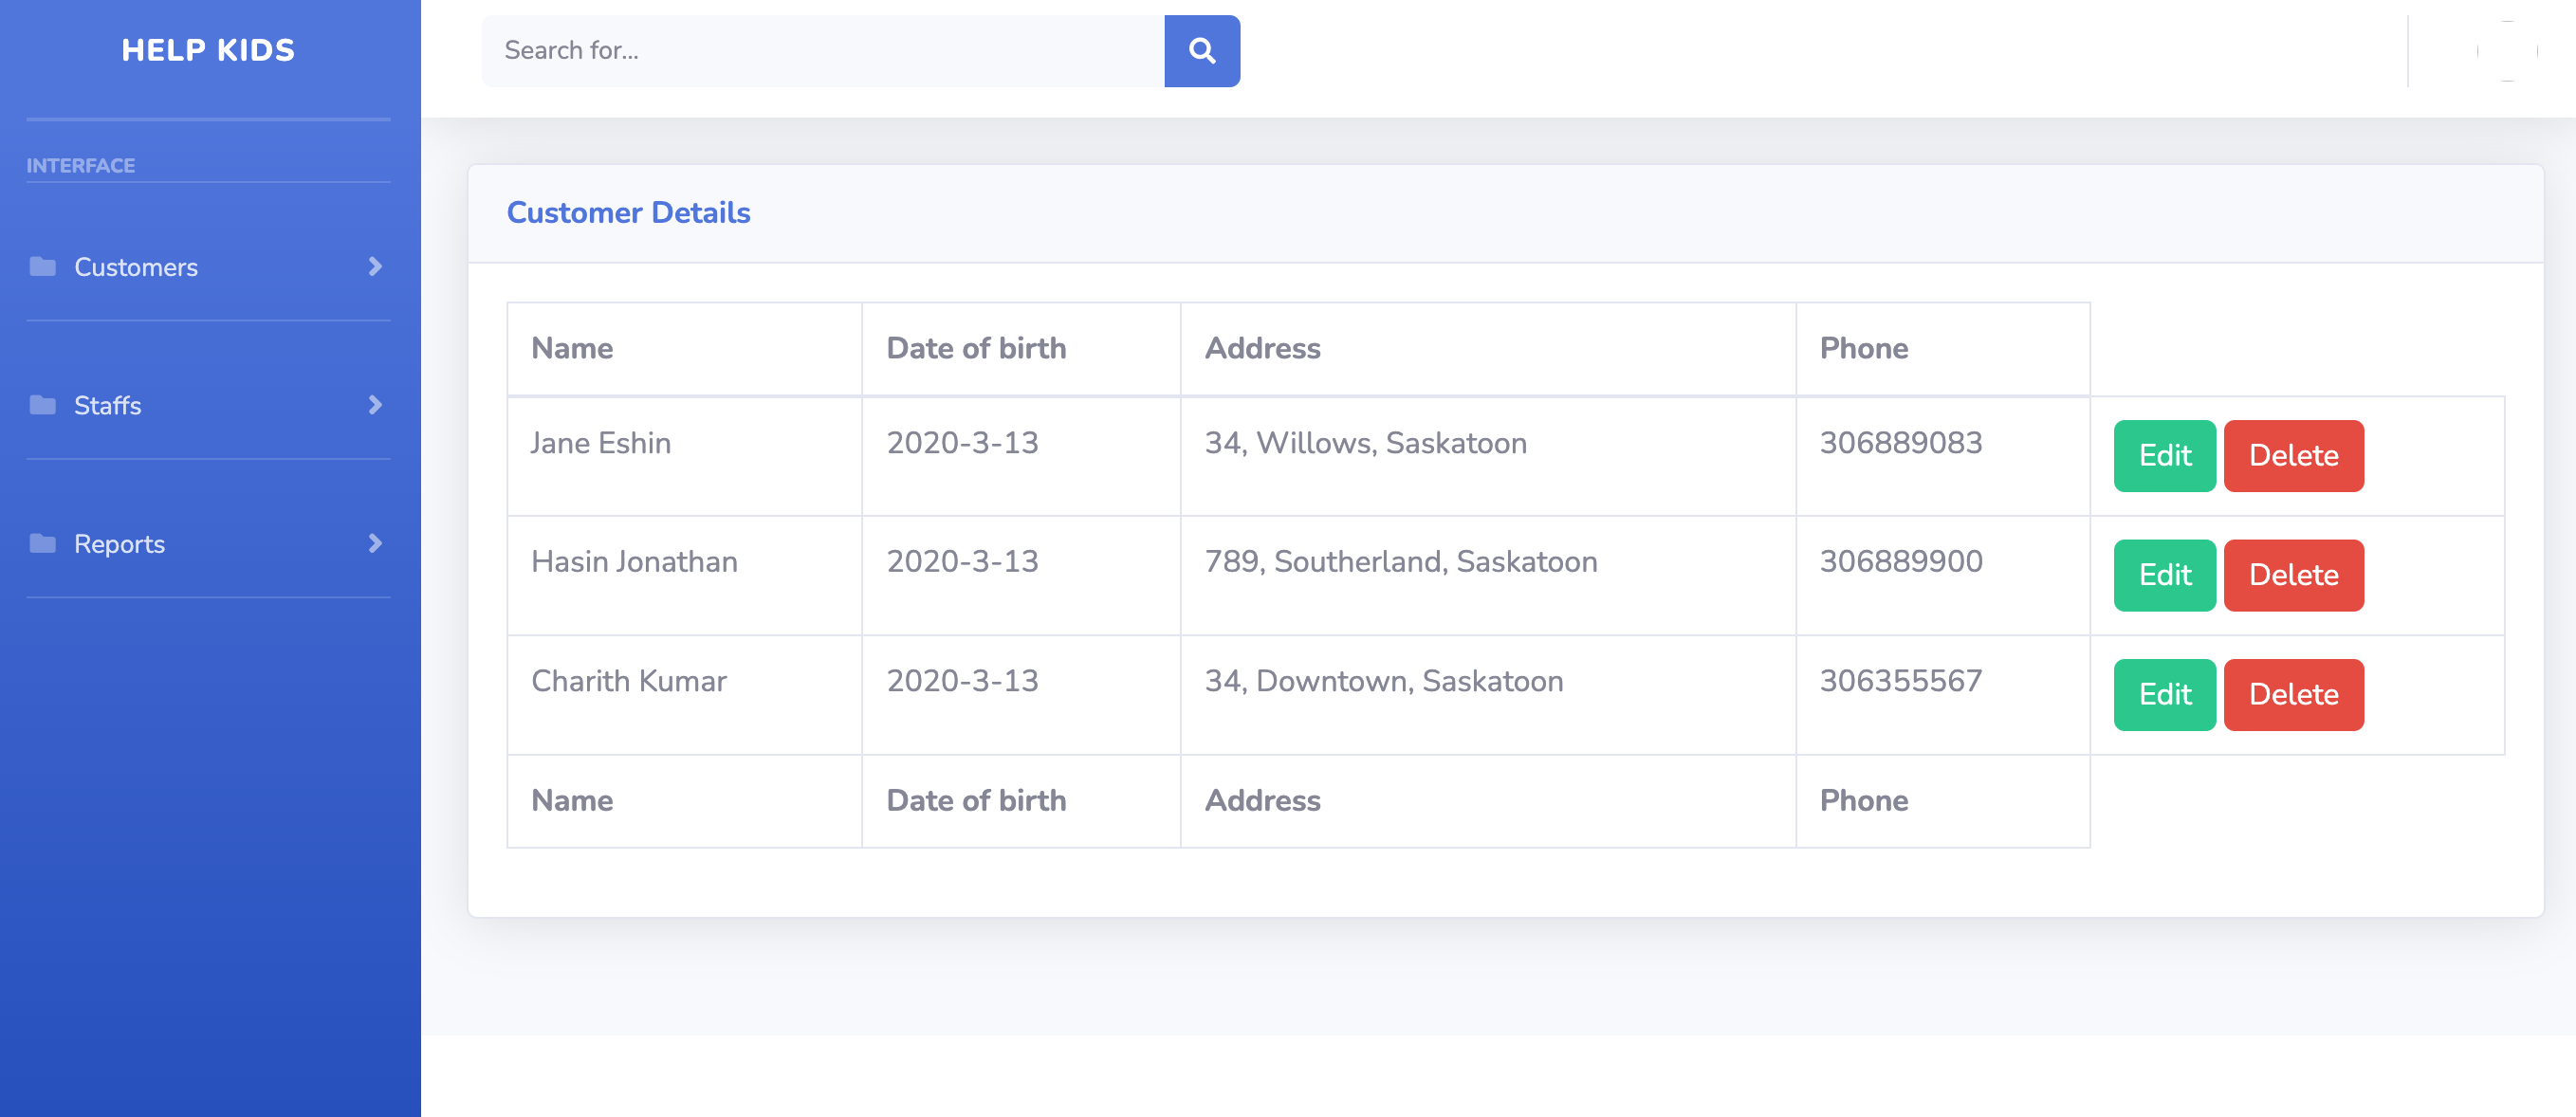 HELP KIDS
INTERFACE
Customers
Staffs
Reports
Search for...
Customer Details
Name Date of birth Address Phone
Jane Eshin 2020-3-13 34, Willows, Saskatoon 306889083 Edit Delete
Hasin Jonathan 2020-3-13 789, Southerland, Saskatoon 306889900 Edit Delete
Charith Kumar 2020-3-13 34, Downtown, Saskatoon 306355567 Edit Delete
Name Date of birth Address Phone